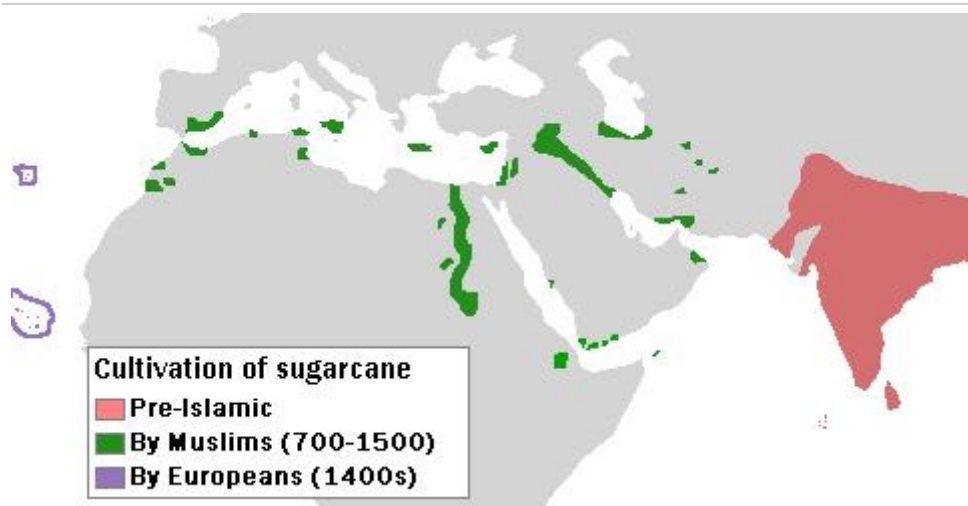 Cultivation of sugarcane
Pre-Islamic
By Muslims (700-1500)
By Europeans (1400s)